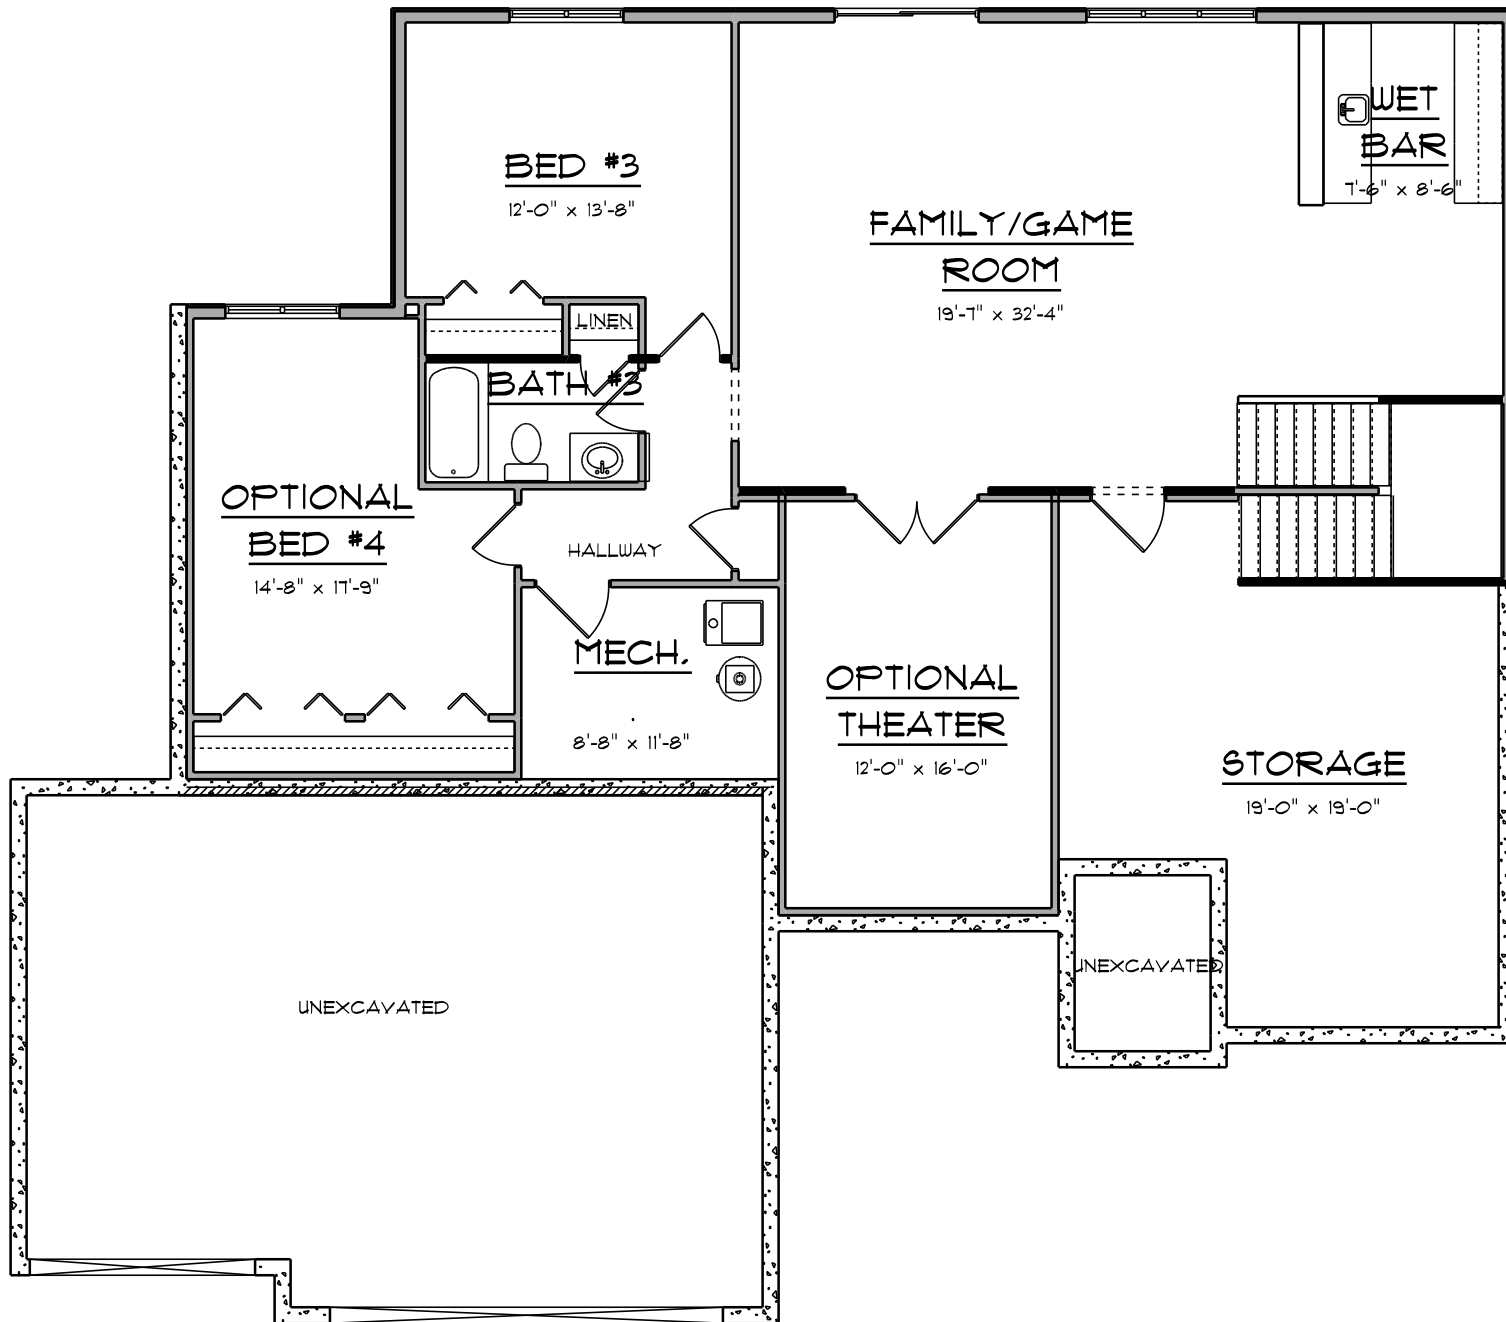 WET
BAR
7'-6" x 8'-6"
BED #3
12'-0" x 13'-8"
FAMILY/GAME
ROOM
19'-7" x 32'-4"
LINEN
BATH #3
OPTIONAL
BED #4
14'-8" x 17'-9"
HALLWAY
MECH.
8'-8" x 11'-8"
OPTIONAL
THEATER
12'-0" x 16'-0"
STORAGE
19'-0" x 19'-0"
UNEXCAVATED
UNEXCAVATED